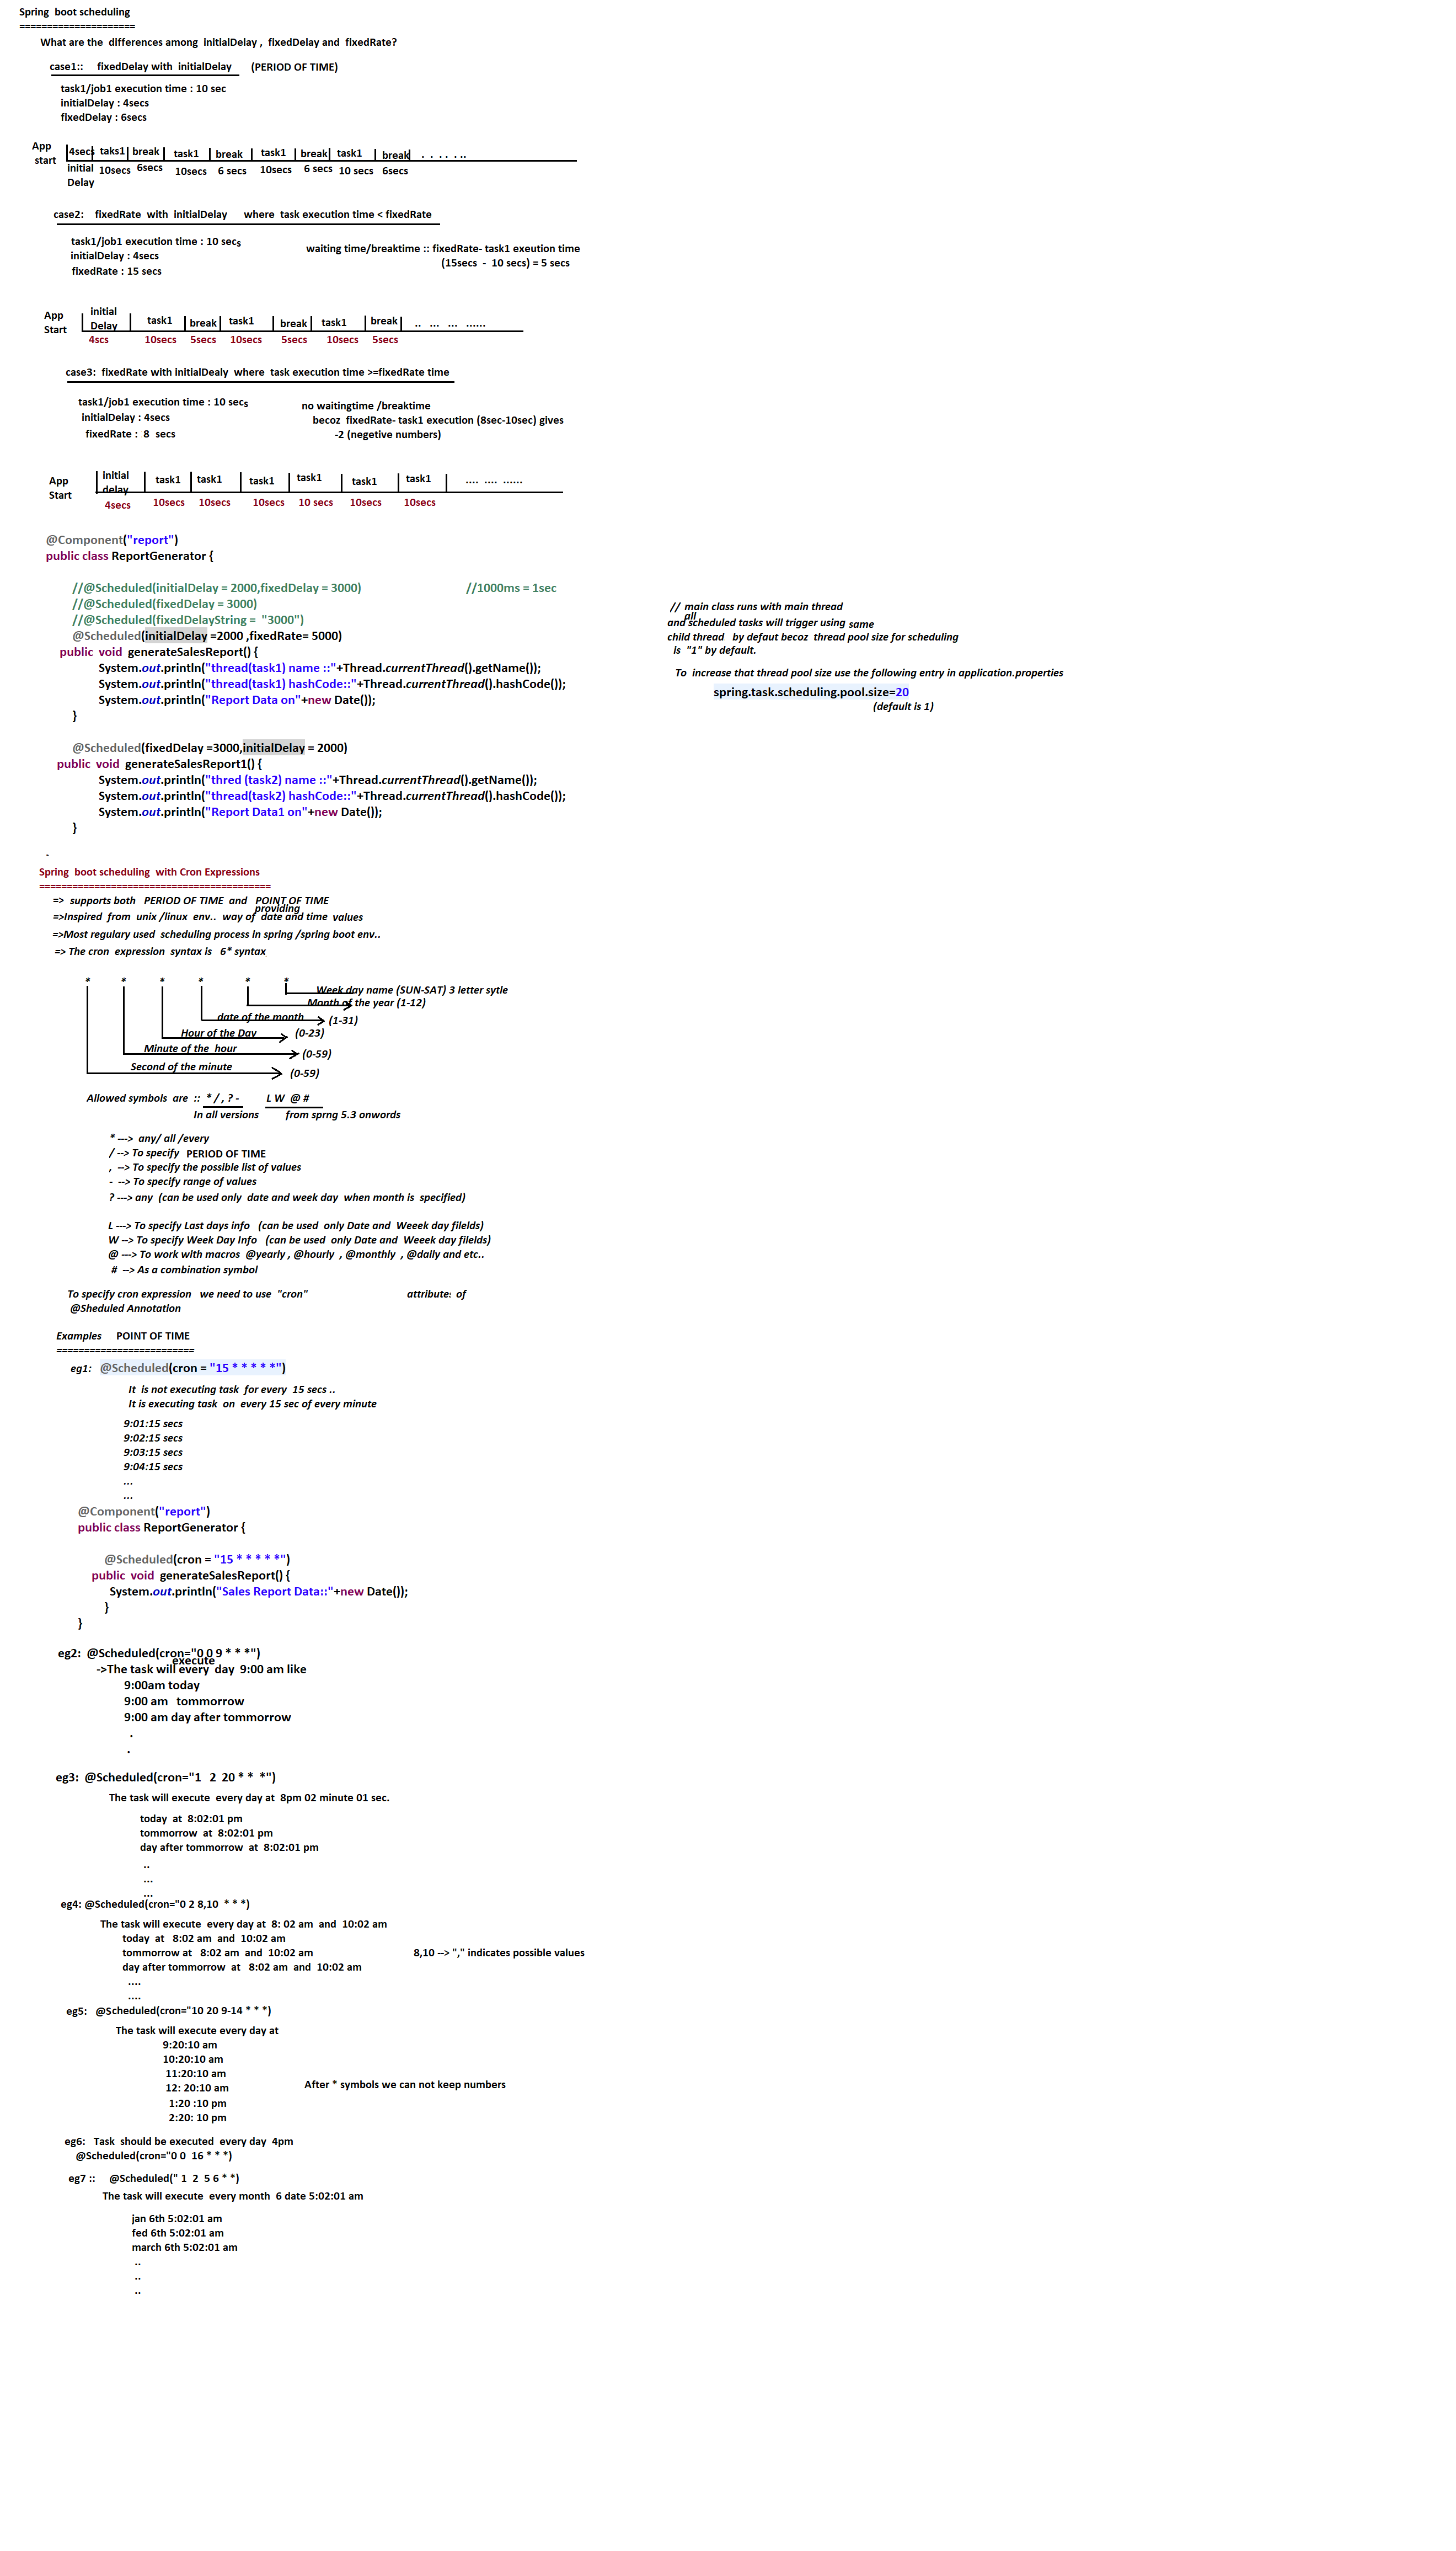 Spring boot scheduling
=====================
What are the differences among initialDelay , fixedDelay and fixedRate?
case1:: fixedDelay with initialDelay (PERIOD OF TIME)
task1/job1 execution time : 10 sec
initialDelay : 4secs
fixedDelay : 6secs
App start
4secs taks1 break task1 break task1 break task1 break . . . . . ..
initial Delay 10secs 6secs 10secs 6 secs 10secs 6 secs 10 secs 6secs
case2: fixedRate with initialDelay where task execution time < fixedRate
task1/job1 execution time : 10 secs
initialDelay : 4secs
fixedRate : 15 secs
waiting time/breaktime :: fixedRate- task1 exeution time
(15secs - 10 secs) = 5 secs
App Start
initial Delay task1 break task1 break task1 break .. ... ... ......
4scs 10secs 5secs 10secs 5secs 10secs 5secs
case3: fixedRate with initialDealy where task execution time >=fixedRate time
task1/job1 execution time : 10 secs
initialDelay : 4secs
fixedRate : 8 secs
no waitingtime /breaktime
becoz fixedRate- task1 execution (8sec-10sec) gives
-2 (negetive numbers)
App Start
initial delay task1 task1 task1 task1 task1 task1 .... .... ......
4secs 10secs 10secs 10secs 10 secs 10secs 10secs
@Component("report")
public class ReportGenerator {
//@Scheduled(initialDelay = 2000,fixedDelay = 3000) //1000ms = 1sec
//@Scheduled(fixedDelay = 3000)
//@Scheduled(fixedDelayString = "3000")
@Scheduled(initialDelay =2000 ,fixedRate= 5000)
public void generateSalesReport() {
System.out.println("thread(task1) name ::"+Thread.currentThread().getName());
System.out.println("thread(task1) hashCode::"+Thread.currentThread().hashCode());
System.out.println("Report Data on"+new Date());
}
// main class runs with main thread
all
and scheduled tasks will trigger using same
child thread by defaut becoz thread pool size for scheduling
is "1" by default.
To increase that thread pool size use the following entry in application.properties
spring.task.scheduling.pool.size=20
(default is 1)
@Scheduled(fixedDelay =3000,initialDelay = 2000)
public void generateSalesReport1() {
System.out.println("thred (task2) name ::"+Thread.currentThread().getName());
System.out.println("thread(task2) hashCode::"+Thread.currentThread().hashCode());
System.out.println("Report Data1 on"+new Date());
}
-
Spring boot scheduling with Cron Expressions
==========================================
=> supports both PERIOD OF TIME and POINT OF TIME
providing
=>Inspired from unix /linux env.. way of date and time values
=>Most regulary used scheduling process in spring /spring boot env..
=> The cron expression syntax is 6* syntax
* * * * * *
Week day name (SUN-SAT) 3 letter sytle
Month of the year (1-12)
date of the month (1-31)
Hour of the Day (0-23)
Minute of the hour (0-59)
Second of the minute (0-59)
Allowed symbols are :: * / , ? - L W @ #
In all versions from sprng 5.3 onwords
* ---> any/ all /every
/ --> To specify PERIOD OF TIME
, --> To specify the possible list of values
- --> To specify range of values
? ---> any (can be used only date and week day when month is specified)
L ---> To specify Last days info (can be used only Date and Weeek day filelds)
W --> To specify Week Day Info (can be used only Date and Weeek day filelds)
@ ---> To work with macros @yearly , @hourly , @monthly , @daily and etc..
# --> As a combination symbol
To specify cron expression we need to use "cron" attribute: of
@Sheduled Annotation
Examples POINT OF TIME
=========================
eg1: @Scheduled(cron = "15 * * * * *")
It is not executing task for every 15 secs ..
It is executing task on every 15 sec of every minute
9:01:15 secs
9:02:15 secs
9:03:15 secs
9:04:15 secs
...
...
@Component("report")
public class ReportGenerator {
@Scheduled(cron = "15 * * * * *")
public void generateSalesReport() {
System.out.println("Sales Report Data::"+new Date());
}
}
eg2: @Scheduled(cron="0 0 9 * * *")
execute
->The task will every day 9:00 am like
9:00am today
9:00 am tommorrow
9:00 am day after tommorrow
.
.
eg3: @Scheduled(cron="1 2 20 * * *")
The task will execute every day at 8pm 02 minute 01 sec.
today at 8:02:01 pm
tommorrow at 8:02:01 pm
day after tommorrow at 8:02:01 pm
..
...
...
eg4: @Scheduled(cron="0 2 8,10 * * *)
The task will execute every day at 8: 02 am and 10:02 am
today at 8:02 am and 10:02 am
tommorrow at 8:02 am and 10:02 am 8,10 --> "," indicates possible values
day after tommorrow at 8:02 am and 10:02 am
....
....
eg5: @Scheduled(cron="10 20 9-14 * * *)
The task will execute every day at
9:20:10 am
10:20:10 am
11:20:10 am
12: 20:10 am After * symbols we can not keep numbers
1:20 :10 pm
2:20: 10 pm
eg6: Task should be executed every day 4pm
@Scheduled(cron="0 0 16 * * *)
eg7 :: @Scheduled(" 1 2 5 6 * *)
The task will execute every month 6 date 5:02:01 am
jan 6th 5:02:01 am
fed 6th 5:02:01 am
march 6th 5:02:01 am
..
..
..